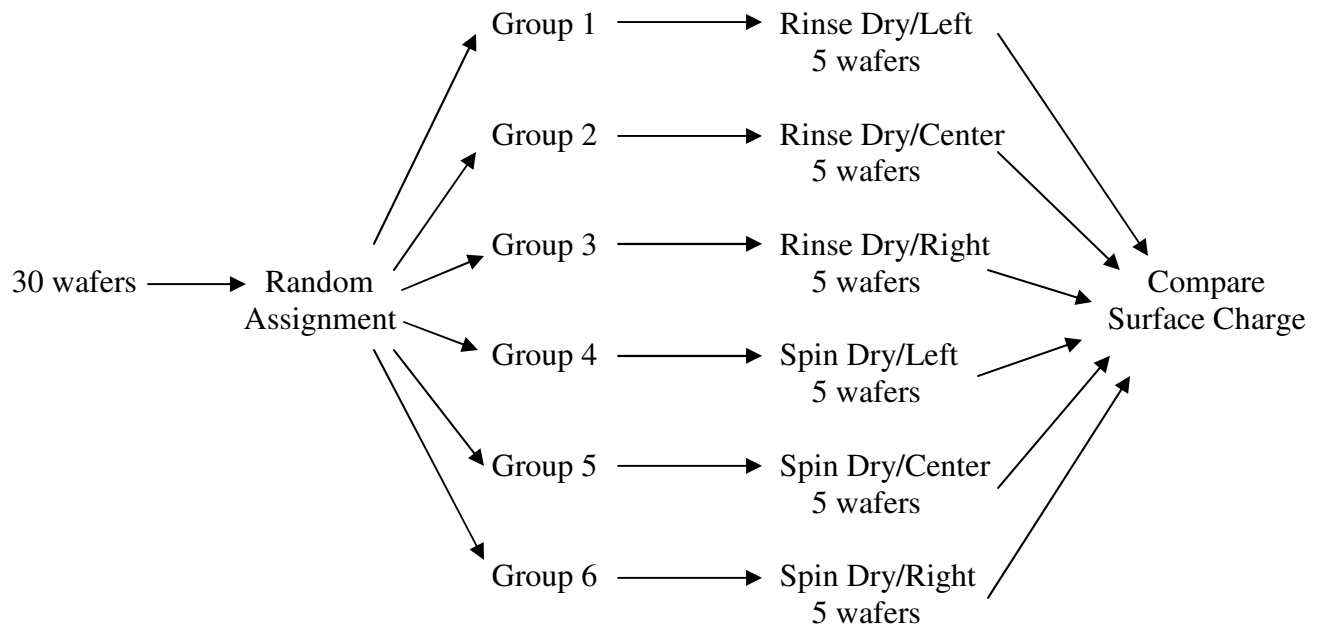 30 wafers
Random
Assignment
Group 1
Rinse Dry/Left
5 wafers
Group 2
Rinse Dry/Center
5 wafers
Group 3
Rinse Dry/Right
5 wafers
Group 4
Spin Dry/Left
5 wafers
Group 5
Spin Dry/Center
5 wafers
Group 6
Spin Dry/Right
5 wafers
Compare
Surface Charge